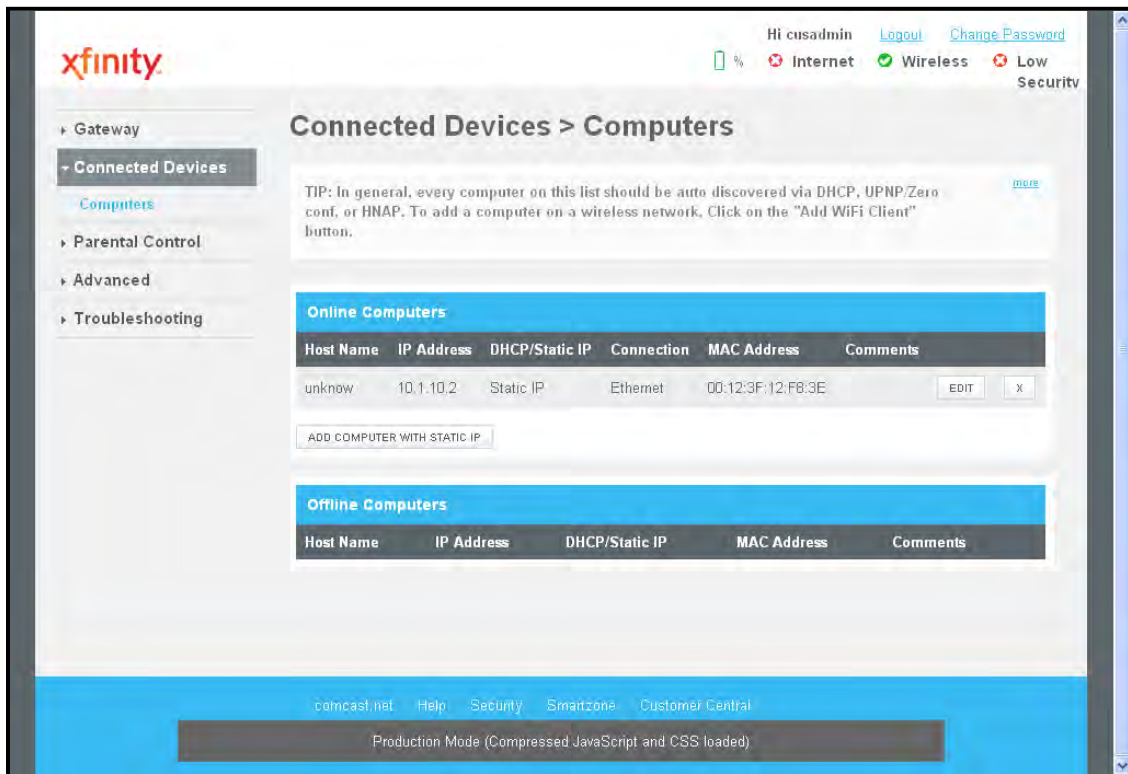 xfinity.
Hi cusadmin Logout Change Password
% Internet Wireless Low
Security
Gateway
Connected Devices
Computers
Parental Control
Advanced
Troubleshooting
Connected Devices > Computers
TIP: In general, every computer on this list should be auto discovered via DHCP, UPNP/Zero
conf, or HNAP. To add a computer on a wireless network, Click on the "Add WiFi Client"
button.
more
Online Computers
Host Name IP Address DHCP/Static IP Connection MAC Address Comments
unknow 10.1.10.2 Static IP Ethernet 00:12:3F:12:F8:3E EDIT X
ADD COMPUTER WITH STATIC IP
Offline Computers
Host Name IP Address DHCP/Static IP MAC Address Comments
comcast.net Help Security Smartzone Customer Central
Production Mode (Compressed JavaScript and CSS loaded)